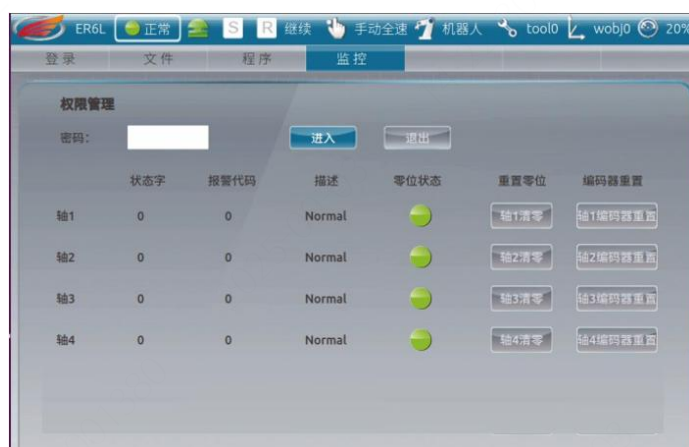 ER6L 正常 S R 继续 手动全速 机器人 tool0 wobj0 20%
登录 文件 程序 监控
权限管理
密码： 进入 退出
状态字 报警代码 描述 零位状态 重置零位 编码器重置
轴1 0 0 Normal 轴1清零 轴1编码器重置
轴2 0 0 Normal 轴2清零 轴2编码器重置
轴3 0 0 Normal 轴3清零 轴3编码器重置
轴4 0 0 Normal 轴4清零 轴4编码器重置